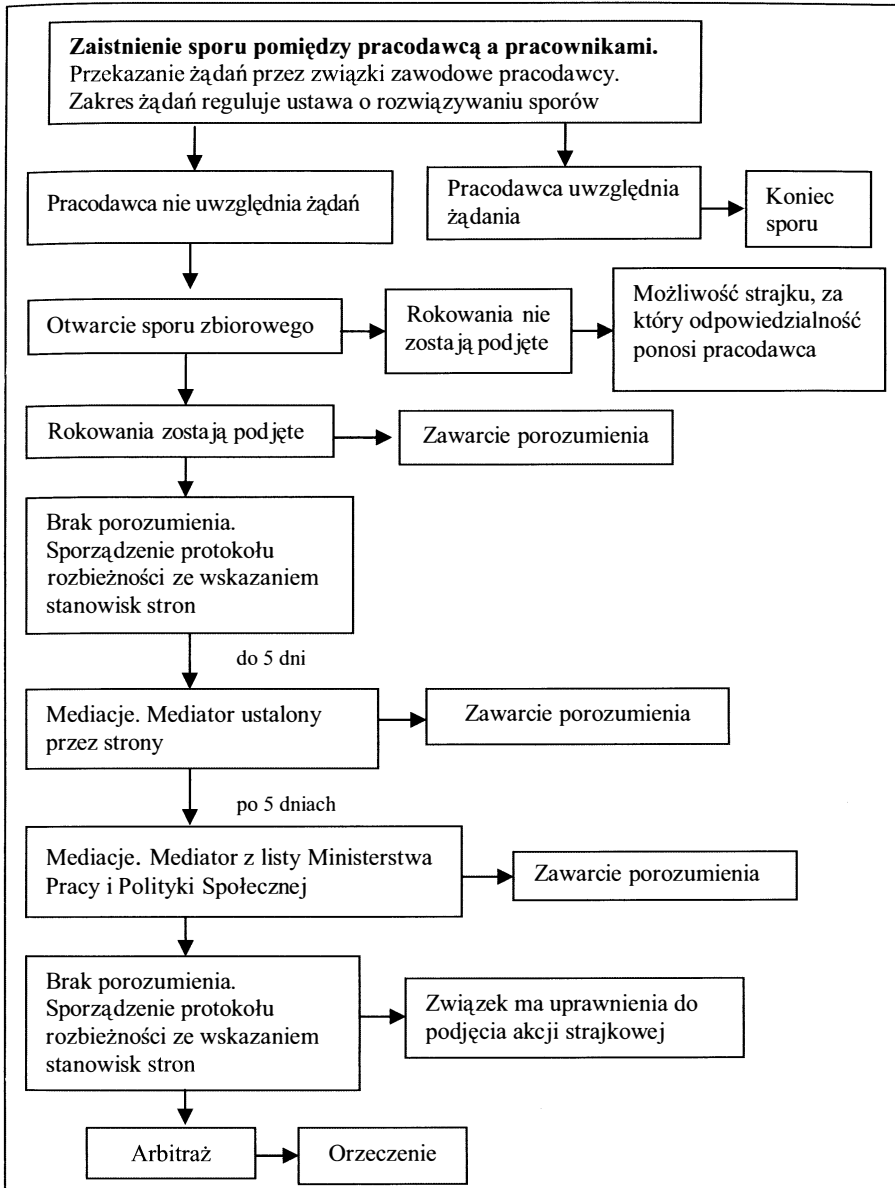 Zaistnienie sporu pomiędzy pracodawcą a pracownikami.
Przekazanie żądań przez związki zawodowe pracodawcy.
Zakres żądań reguluje ustawa o rozwiązywaniu sporów
Pracodawca nie uwzględnia żądań
Pracodawca uwzględnia
żądania
Koniec
sporu
Otwarcie sporu zbiorowego
Rokowania nie
zostają podjęte
Możliwość strajku, za
który odpowiedzialność
ponosi pracodawca
Rokowania zostają podjęte
Zawarcie porozumienia
Brak porozumienia.
Sporządzenie protokołu
rozbieżności ze wskazaniem
stanowisk stron
do 5 dni
Mediacje. Mediator ustalony
przez strony
Zawarcie porozumienia
po 5 dniach
Mediacje. Mediator z listy Ministerstwa
Pracy i Polityki Społecznej
Zawarcie porozumienia
Brak porozumienia.
Sporządzenie protokołu
rozbieżności ze wskazaniem
stanowisk stron
Związek ma uprawnienia do
podjęcia akcji strajkowej
Arbitraż
Orzeczenie